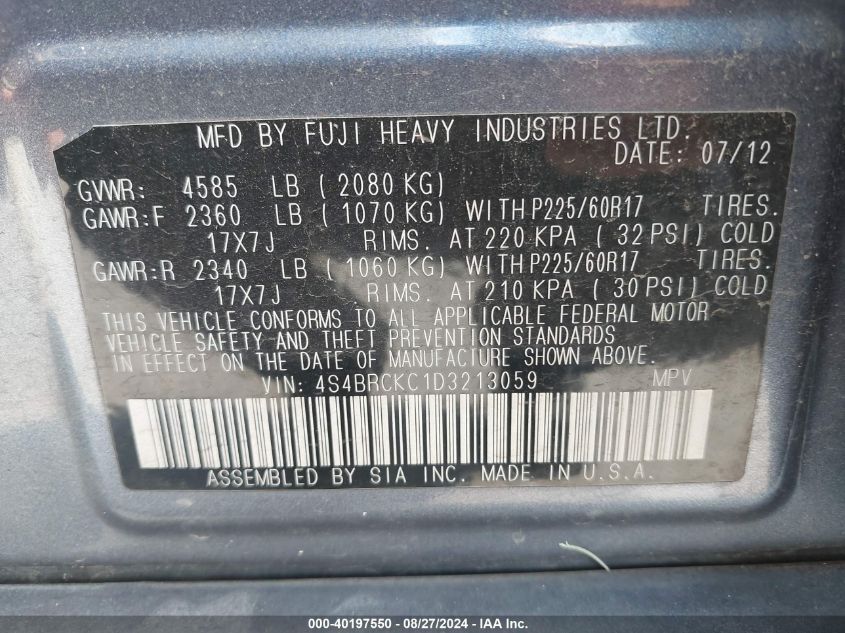 MFD BY FUJI HEAVY INDUSTRIES LTD.
DATE: 07/12
GVWR: 4585 LB ( 2080 KG)
GAWR:F 2360 LB ( 1070 KG) WITH P225/60R17 TIRES.
17X7J RIMS. AT 220 KPA ( 32 PSI) COLD
GAWR:R 2340 LB ( 1060 KG) WITH P225/60R17 TIRES.
17X7J RIMS. AT 210 KPA ( 30 PSI) COLD
THIS VEHICLE CONFORMS TO ALL APPLICABLE FEDERAL MOTOR
VEHICLE SAFETY AND THEFT PREVENTION STANDARDS
IN EFFECT ON THE DATE OF MANUFACTURE SHOWN ABOVE.
VIN: 4S4BRCKC1D3213059 MPV
ASSEMBLED BY SIA INC. MADE IN U.S.A.
000-40197550 - 08/27/2024 - IAA Inc.